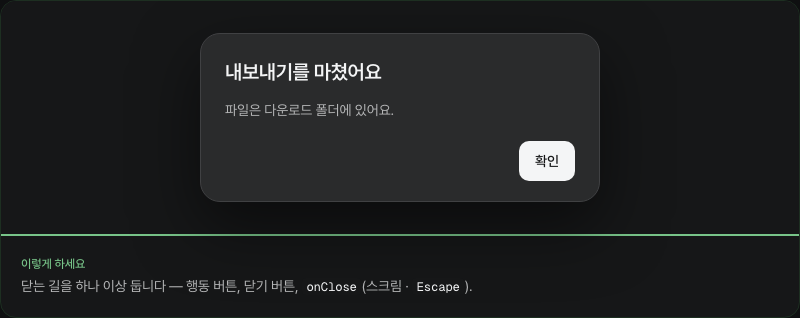 내보내기를 마쳤어요
파일은 다운로드 폴더에 있어요.
확인
이렇게 하세요
닫는 길을 하나 이상 둡니다 — 행동 버튼, 닫기 버튼, onClose (스크림 · Escape ).